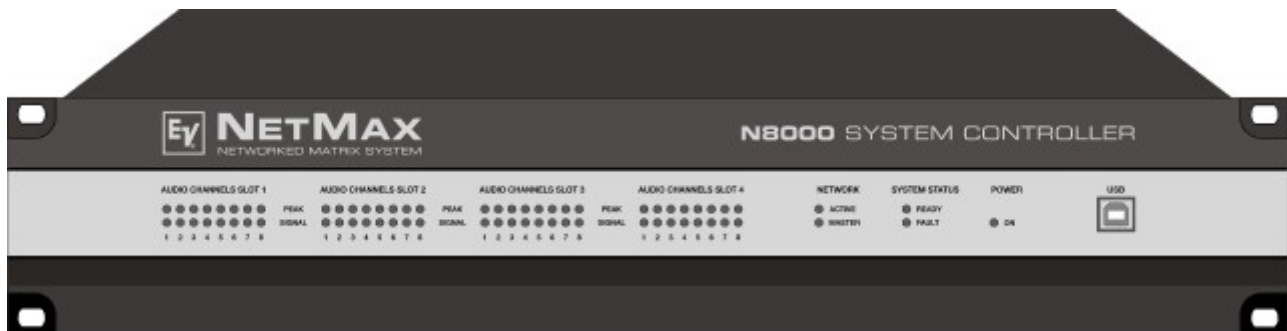 EV NETMAX
NETWORKED MATRIX SYSTEM
N8000 SYSTEM CONTROLLER
AUDIO CHANNELS SLOT 1 AUDIO CHANNELS SLOT 2 AUDIO CHANNELS SLOT 3 AUDIO CHANNELS SLOT 4 NETWORK SYSTEM STATUS POWER USB
PEAK PEAK PEAK ACTIVE READY
SIGNAL SIGNAL SIGNAL MASTER FAULT ON
1 2 3 4 5 6 7 8 1 2 3 4 5 6 7 8 1 2 3 4 5 6 7 8 1 2 3 4 5 6 7 8